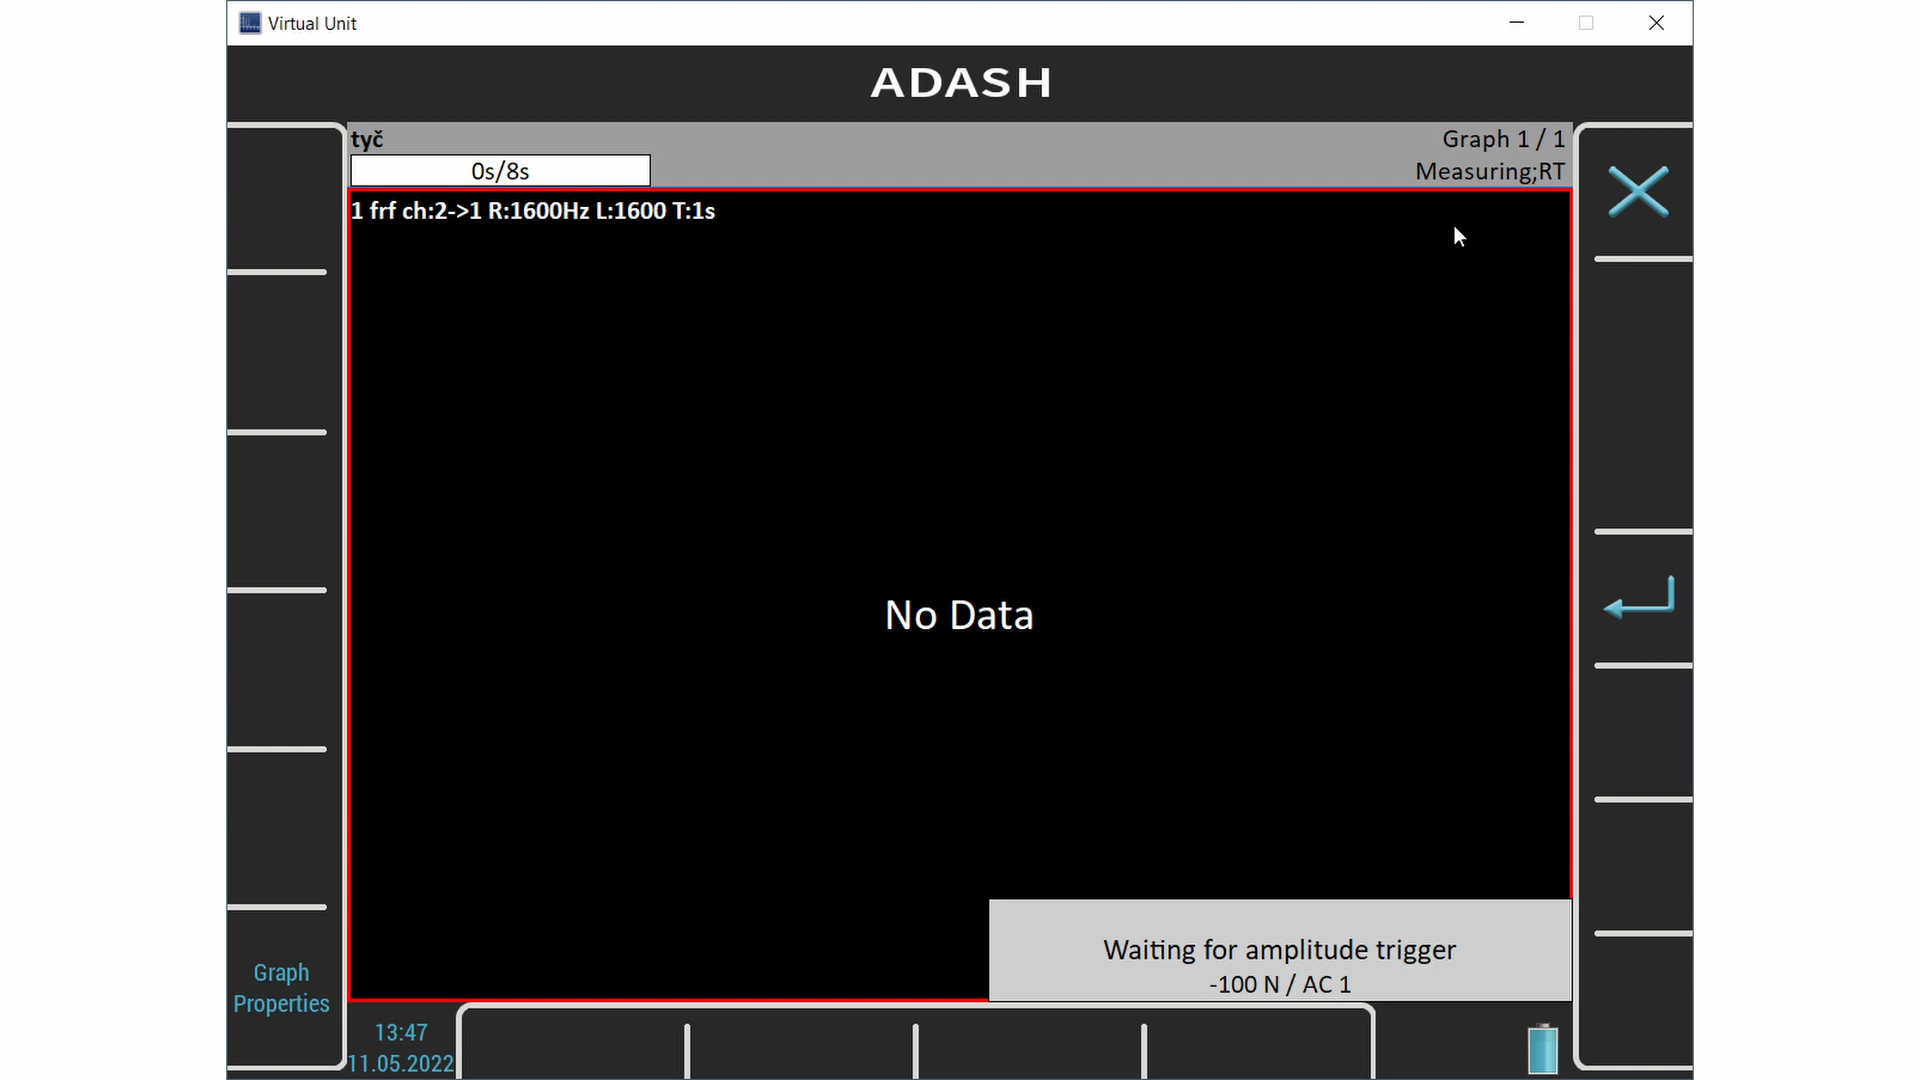 Virtual Unit
ADASH
tyč
Graph 1 / 1
0s/8s
Measuring;RT
1 frf ch:2->1 R:1600Hz L:1600 T:1s
No Data
Waiting for amplitude trigger
-100 N / AC 1
Graph
Properties
13:47
11.05.2022